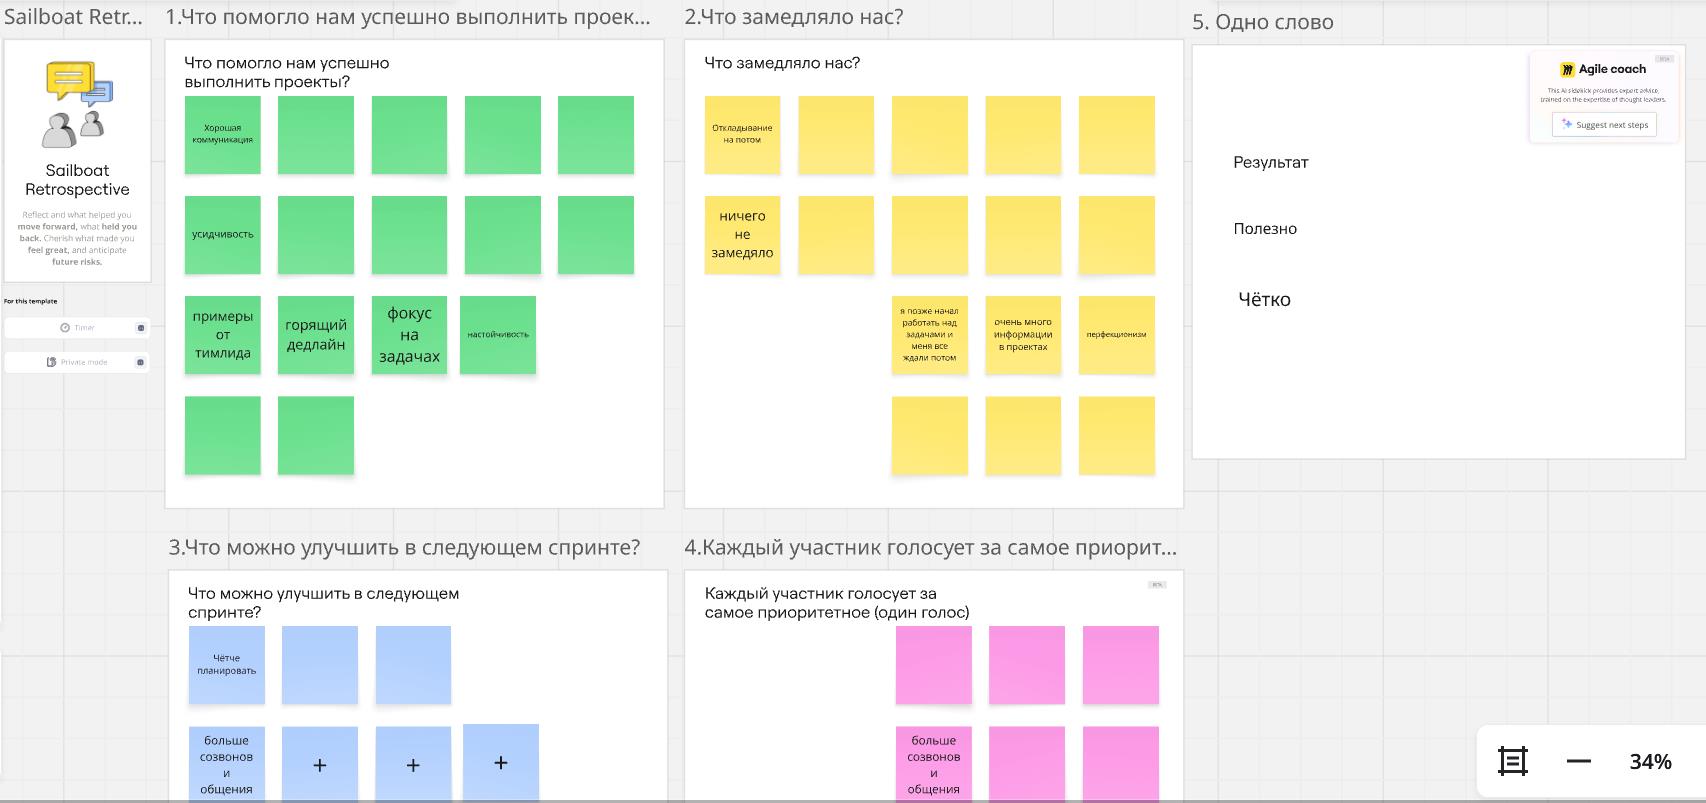 Sailboat Retr...
Sailboat
Retrospective
Reflect and what helped you
move forward, what held you
back. Cherish what made you
feel great, and anticipate
future risks.
For this template
Timer
Private mode
1.Что помогло нам успешно выполнить проек...
Что помогло нам успешно
выполнить проекты?
Хорошая
коммуникация
усидчивость
примеры
от
тимлида
горящий
дедлайн
фокус
на
задачах
настойчивость
2.Что замедляло нас?
Что замедляло нас?
Откладывание
на потом
ничего
не
замедяло
я позже начал
работать над
задачами и
меня все
ждали потом
очень много
информации
в проектах
перфекционизм
5. Одно слово
BETA
Agile coach
This AI sidekick provides expert advice,
trained on the expertise of thought leaders.
Suggest next steps
Результат
Полезно
Чётко
3.Что можно улучшить в следующем спринте?
Что можно улучшить в следующем
спринте?
Чётче
планировать
больше
созвонов
и
общения
+
+
+
4.Каждый участник голосует за самое приорит...
BETA
Каждый участник голосует за
самое приоритетное (один голос)
больше
созвонов
и
общения
34%